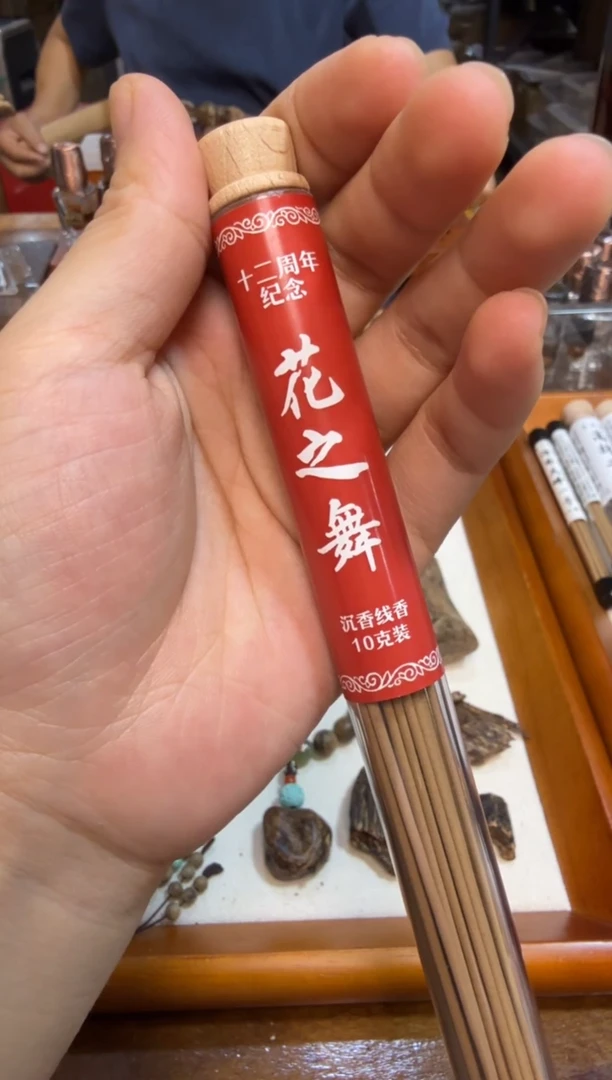 十二周年
纪念
花之舞
沉香线香
10克装